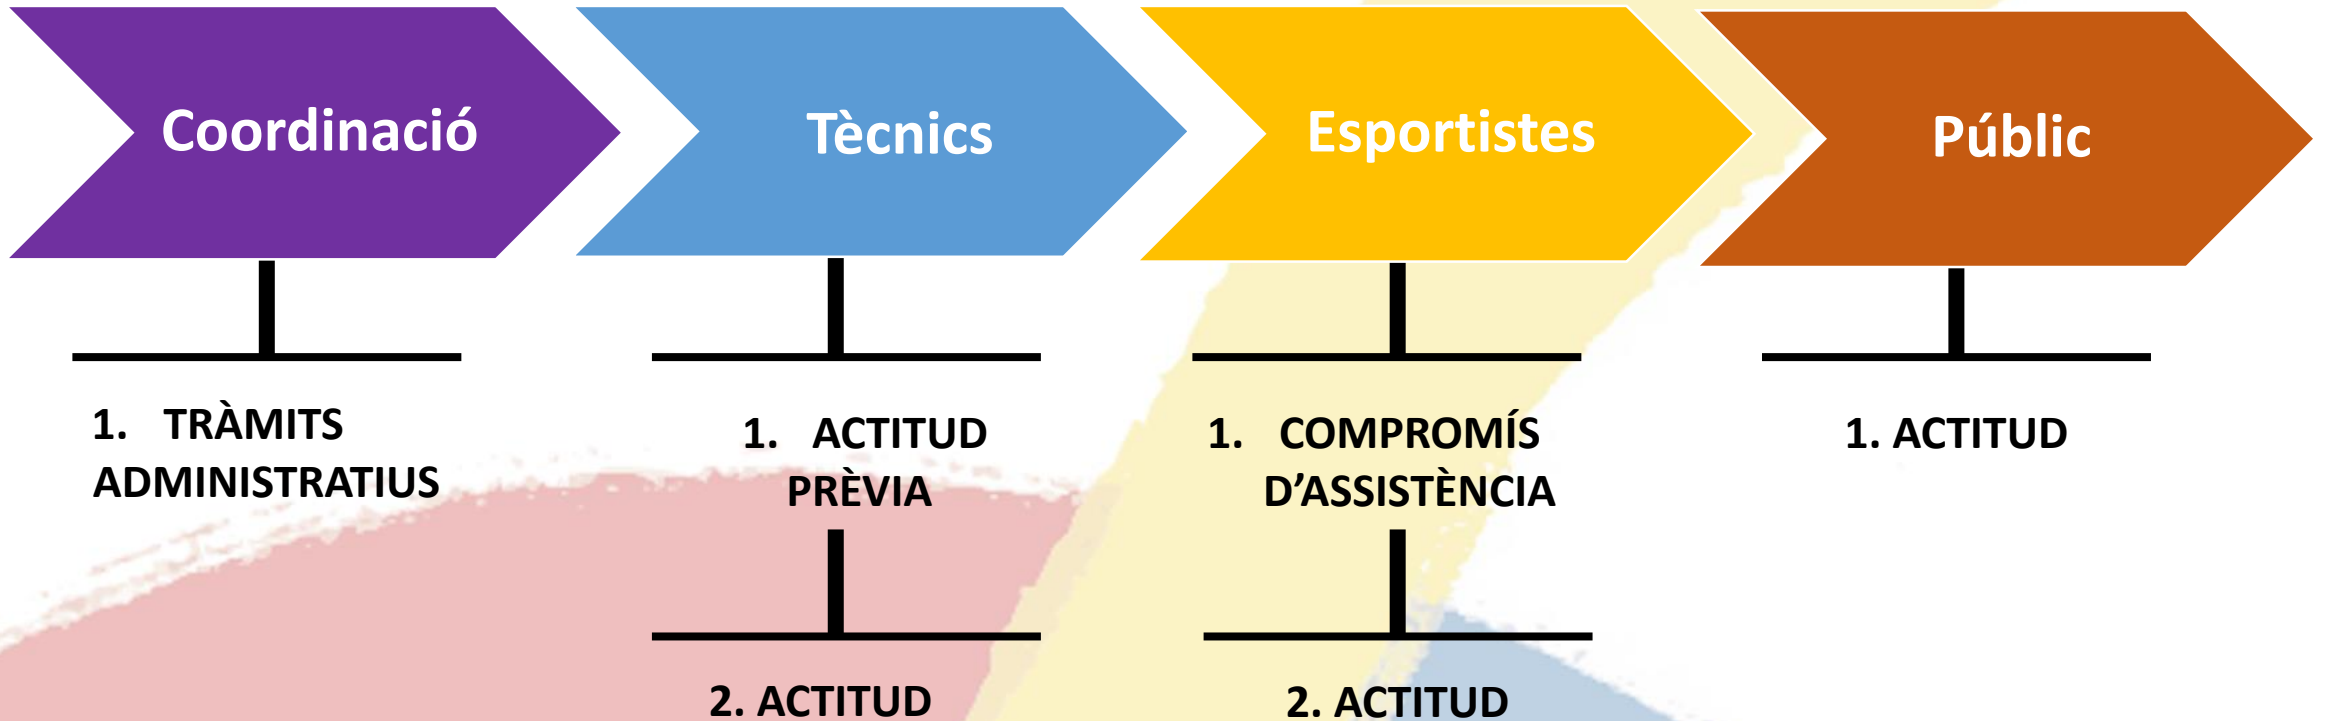 Coordinació
Tècnics
Esportistes
Públic
1. TRÀMITS
ADMINISTRATIUS
1. ACTITUD
PRÈVIA
2. ACTITUD
1. COMPROMÍS
D’ASSISTÈNCIA
2. ACTITUD
1. ACTITUD